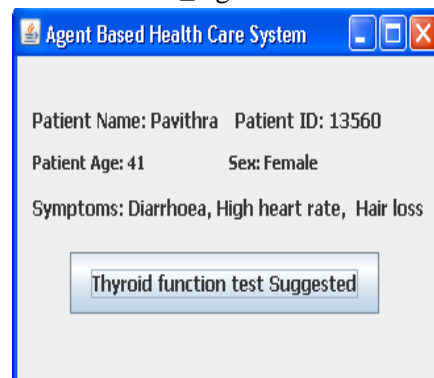 Agent Based Health Care System
Patient Name: Pavithra Patient ID: 13560
Patient Age: 41 Sex: Female
Symptoms: Diarrhoea, High heart rate, Hair loss
Thyroid function test Suggested